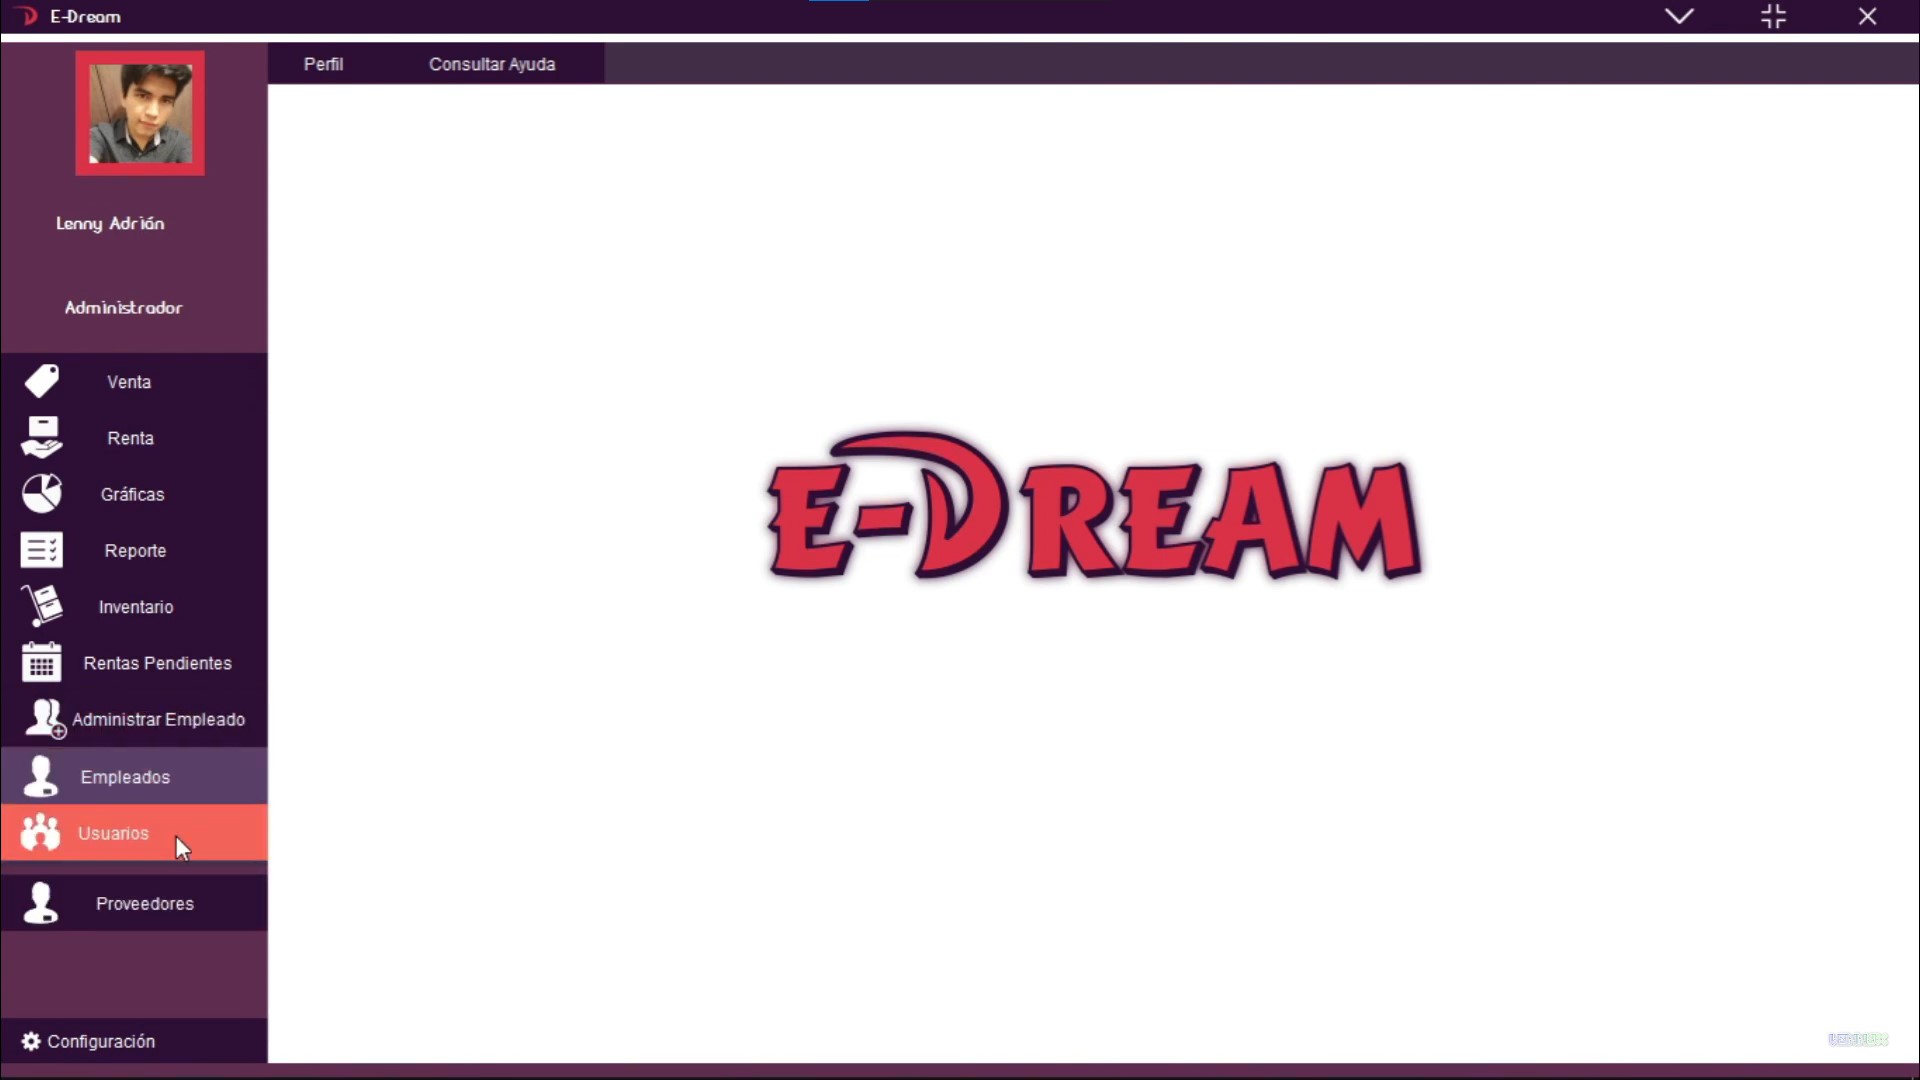 E-Dream
Perfil
Consultar Ayuda
Lenny Adrián
Administrador
Venta
Renta
Gráficas
Reporte
Inventario
Rentas Pendientes
Administrar Empleado
Empleados
Usuarios
Proveedores
Configuración
E-DREAM